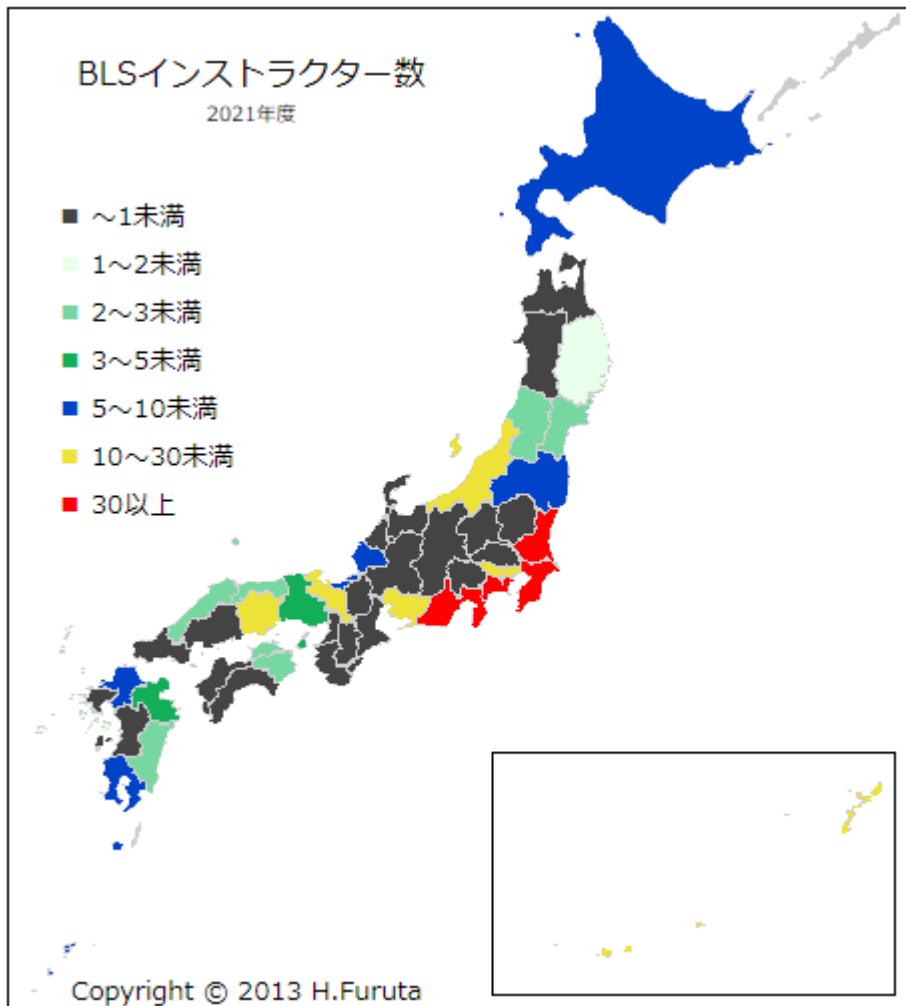 BLSインストラクター数
2021年度
～1未満
1～2未満
2～3未満
3～5未満
5～10未満
10～30未満
30以上
Copyright © 2013 H.Furuta